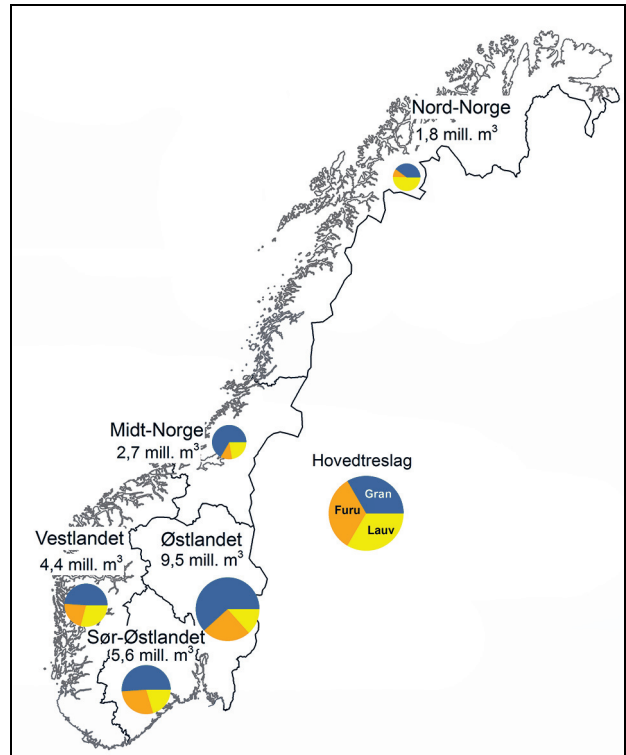 Nord-Norge
1,8 mill. m³
Midt-Norge
2,7 mill. m³
Hovedtreslag
Gran
Furu
Lauv
Vestlandet
4,4 mill. m³
Østlandet
9,5 mill. m³
Sør-Østlandet
5,6 mill. m³